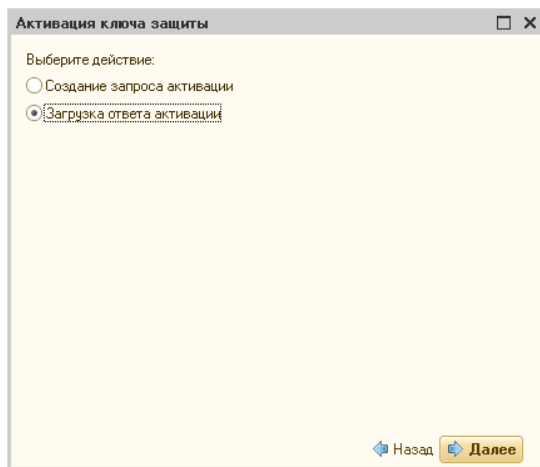 Активация ключа защиты
Выберите действие:
Создание запроса активации
Загрузка ответа активации
Назад Далее